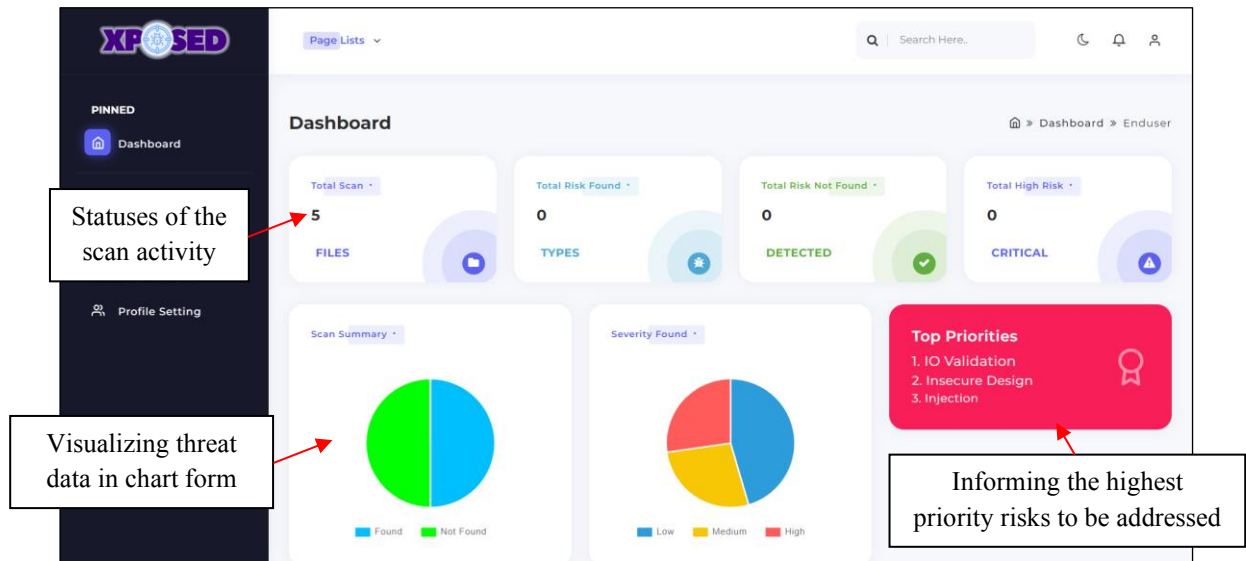 XPOSED
Page Lists
Search Here..
PINNED
Dashboard
Profile Setting
Dashboard
Dashboard » Enduser
Total Scan
5
FILES
Total Risk Found
0
TYPES
Total Risk Not Found
0
DETECTED
Total High Risk
0
CRITICAL
Statuses of the
scan activity
Scan Summary
Found
Not Found
Severity Found
Low
Medium
High
Top Priorities
1. IO Validation
2. Insecure Design
3. Injection
Visualizing threat
data in chart form
Informing the highest
priority risks to be addressed